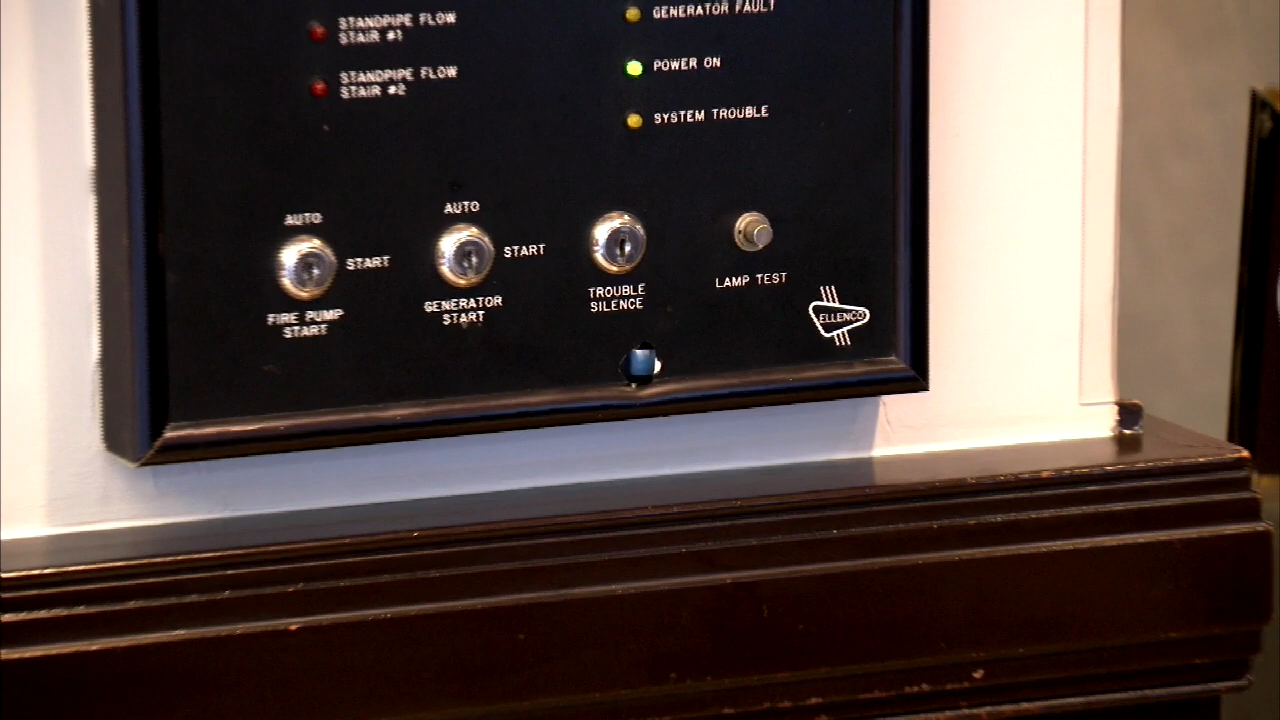 STANDPIPE FLOW
STAIR #1
STANDPIPE FLOW
STAIR #2
GENERATOR FAULT
POWER ON
SYSTEM TROUBLE
AUTO
START
FIRE PUMP
START
AUTO
START
GENERATOR
START
TROUBLE
SILENCE
LAMP TEST
ELLENCO